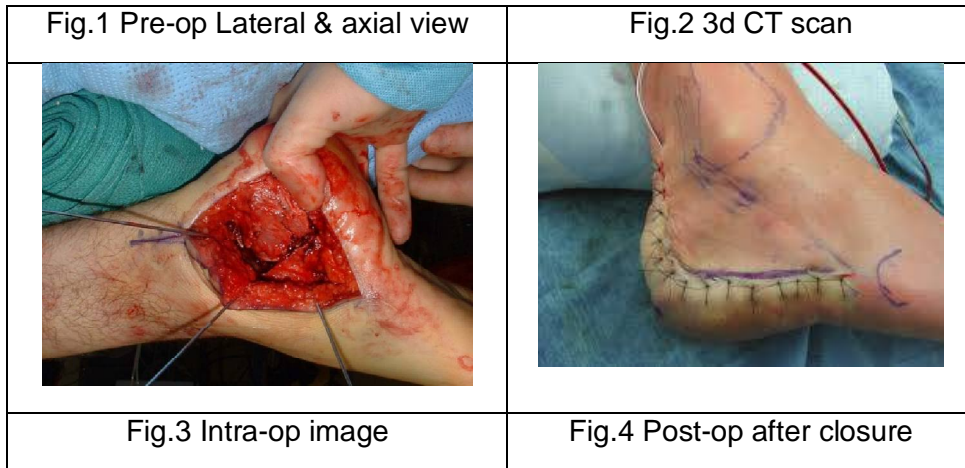 Fig.1 Pre-op Lateral & axial view
Fig.2 3d CT scan
Fig.3 Intra-op image
Fig.4 Post-op after closure